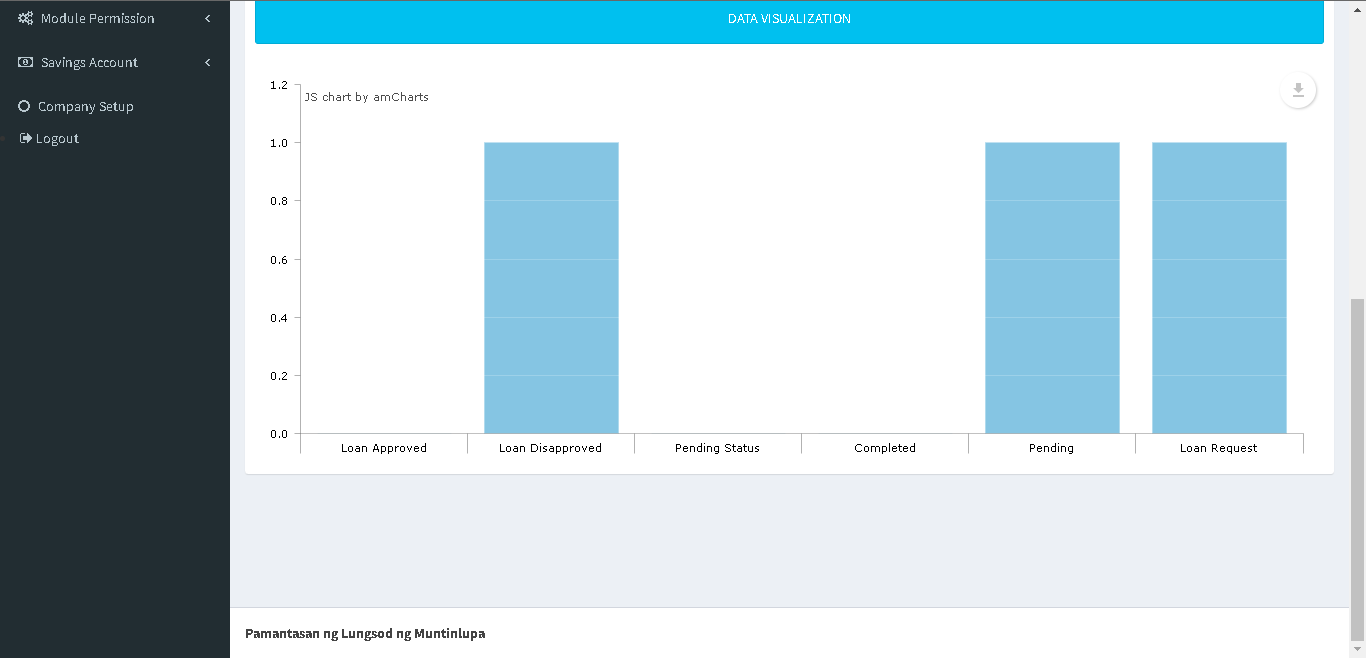 Module Permission
Savings Account
Company Setup
Logout
DATA VISUALIZATION
JS chart by amCharts
1.2
1.0
0.8
0.6
0.4
0.2
0.0
Loan Approved Loan Disapproved Pending Status Completed Pending Loan Request
Pamantasan ng Lungsod ng Muntinlupa